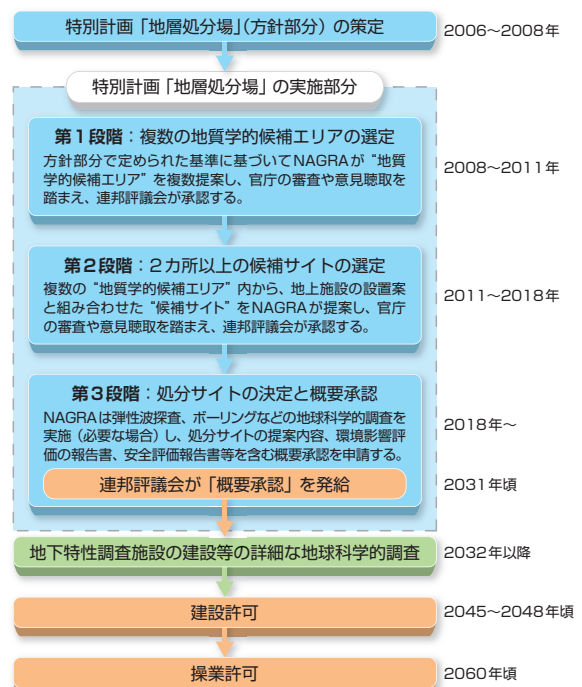 特別計画「地層処分場」(方針部分)の策定
2006～2008年
特別計画「地層処分場」の実施部分
第1段階：複数の地質学的候補エリアの選定
方針部分で定められた基準に基づいてNAGRAが“地質
学的候補エリア”を複数提案し、官庁の審査や意見聴取を
踏まえ、連邦評議会が承認する。
2008～2011年
第2段階：2カ所以上の候補サイトの選定
複数の“地質学的候補エリア”内から、地上施設の設置案
と組み合わせた“候補サイト”をNAGRAが提案し、官庁
の審査や意見聴取を踏まえ、連邦評議会が承認する。
2011～2018年
第3段階：処分サイトの決定と概要承認
NAGRAは弾性波探査、ボーリングなどの地球科学的調査を
実施（必要な場合）し、処分サイトの提案内容、環境影響評
価の報告書、安全評価報告書等を含む概要承認を申請する。
2018年～
連邦評議会が「概要承認」を発給
2031年頃
地下特性調査施設の建設等の詳細な地球科学的調査
2032年以降
建設許可
2045～2048年頃
操業許可
2060年頃